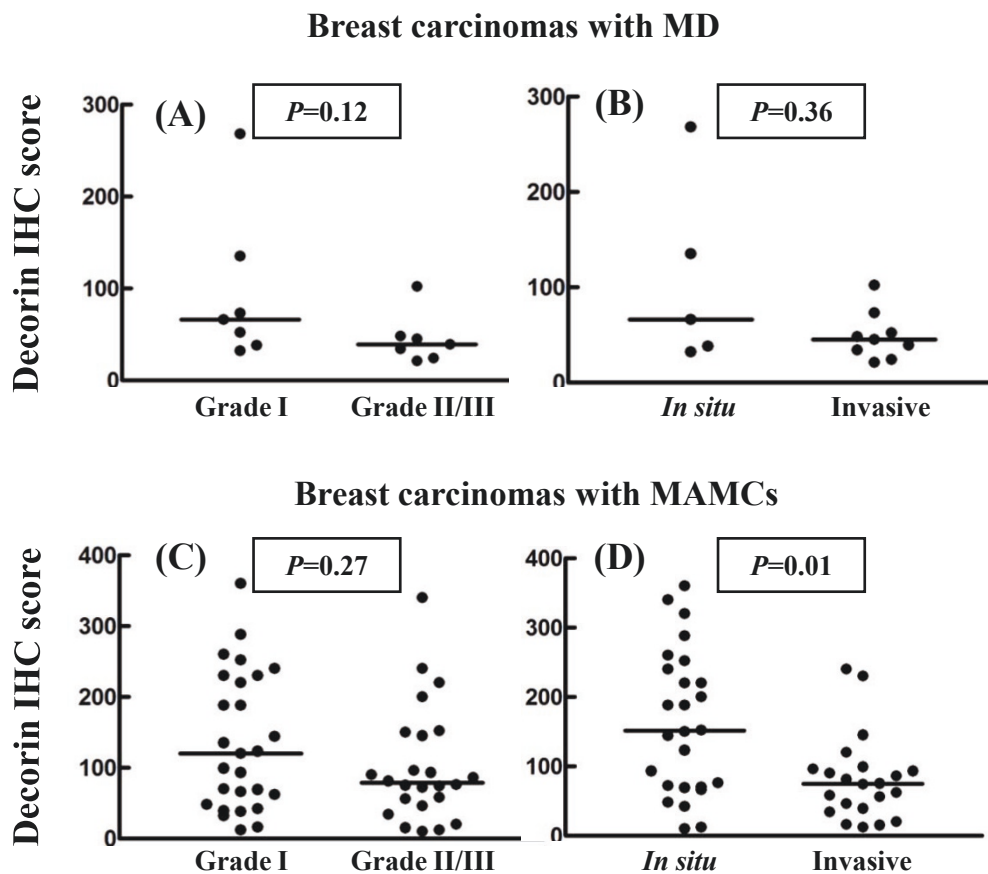 Breast carcinomas with MD
Decorin IHC score
(A)
P=0.12
300
200
100
0
Grade I Grade II/III
(B)
P=0.36
300
200
100
0
In situ Invasive
Breast carcinomas with MAMCs
Decorin IHC score
(C)
P=0.27
400
300
200
100
0
Grade I Grade II/III
(D)
P=0.01
400
300
200
100
0
In situ Invasive